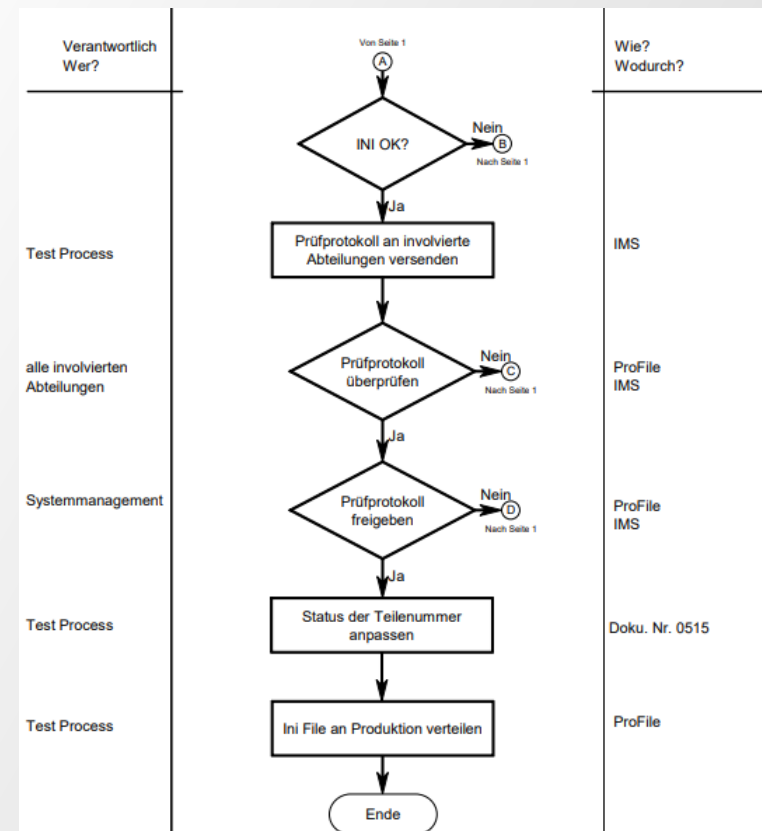 Verantwortlich
Wer?
Von Seite 1
A
Wie?
Wodurch?
INI OK?
Nein
B
Nach Seite 1
Ja
Test Process
Prüfprotokoll an involvierte
Abteilungen versenden
IMS
alle involvierten
Abteilungen
Prüfprotokoll
überprüfen
Nein
C
Nach Seite 1
ProFile
IMS
Ja
Systemmanagement
Prüfprotokoll
freigeben
Nein
D
Nach Seite 1
ProFile
IMS
Ja
Test Process
Status der Teilenummer
anpassen
Doku. Nr. 0515
Test Process
Ini File an Produktion verteilen
ProFile
Ende